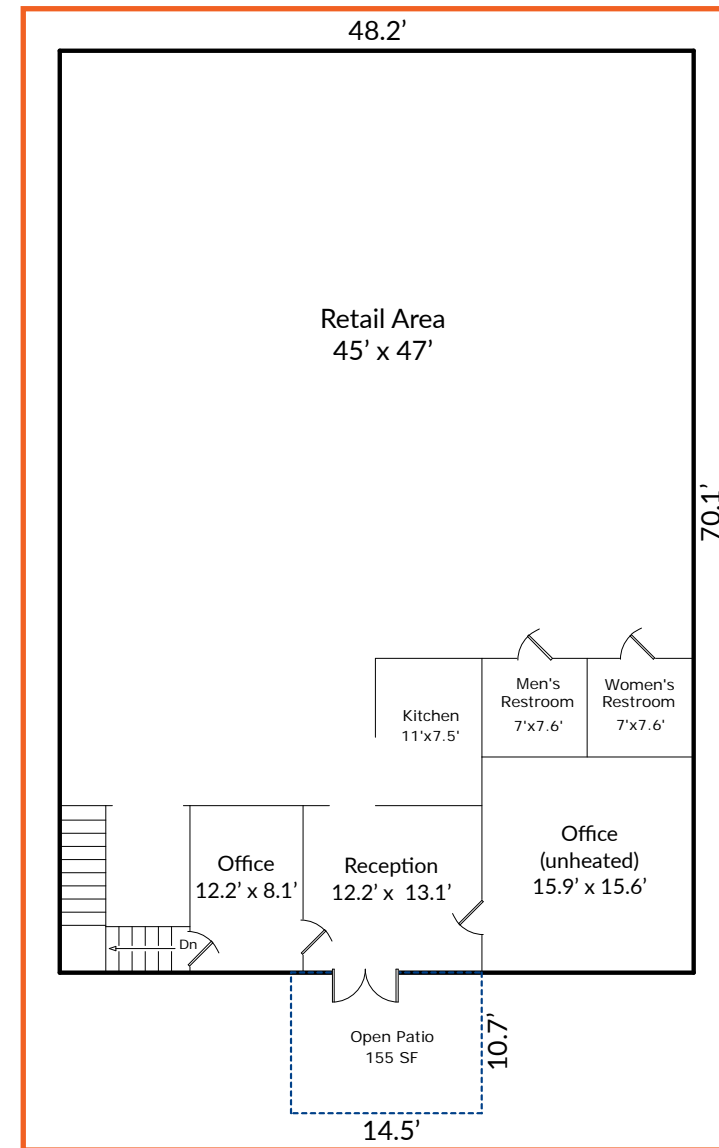 48.2’
Retail Area
45’ x 47’
70.1’
Men's
Restroom
7'x7.6'
Women's
Restroom
7'x7.6'
Kitchen
11'x7.5'
Office
12.2’ x 8.1’
Reception
12.2’ x 13.1’
Office
(unheated)
15.9’ x 15.6’
Dn
Open Patio
155 SF
10.7’
14.5’